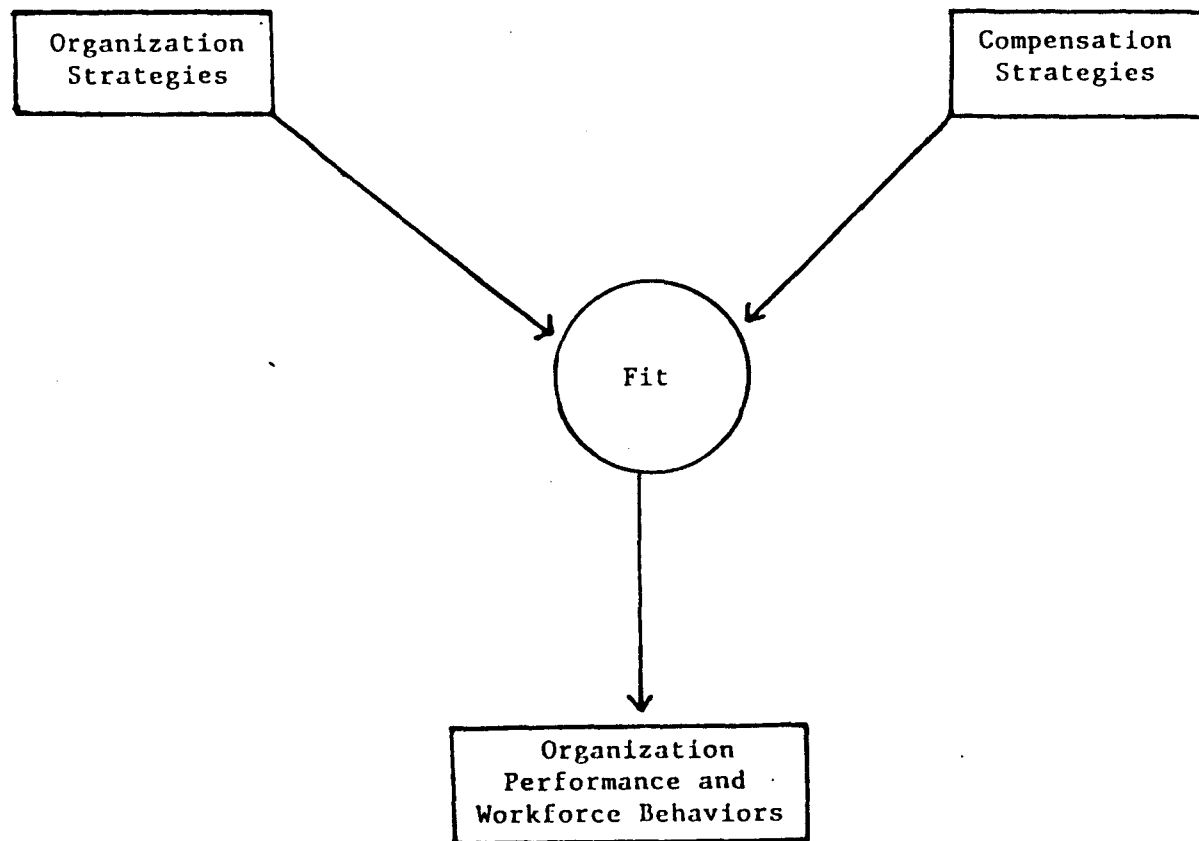 Organization
Strategies
Compensation
Strategies
Fit
Organization
Performance and
Workforce Behaviors